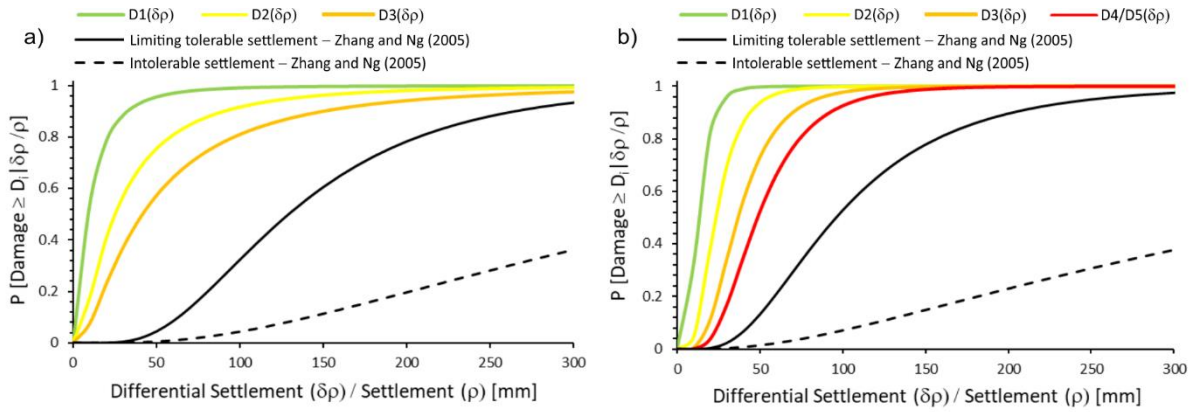 D1(δρ) D2(δρ) D3(δρ)
a) Limiting tolerable settlement – Zhang and Ng (2005)
Intolerable settlement – Zhang and Ng (2005)
1
0.8
0.6
0.4
0.2
0
P [Damage ≥ Di | δρ /ρ]
0 50 100 150 200 250 300
Differential Settlement (δρ) / Settlement (ρ) [mm]
D1(δρ) D2(δρ) D3(δρ) D4/D5(δρ)
b) Limiting tolerable settlement – Zhang and Ng (2005)
Intolerable settlement – Zhang and Ng (2005)
1
0.8
0.6
0.4
0.2
0
P [Damage ≥ Di | δρ /ρ]
0 50 100 150 200 250 300
Differential Settlement (δρ) / Settlement (ρ) [mm]